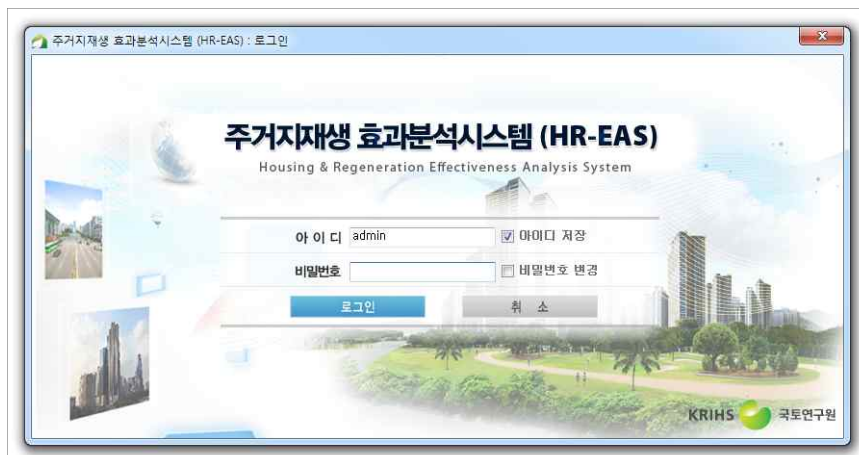 주거지재생 효과분석시스템 (HR-EAS) : 로그인
주거지재생 효과분석시스템 (HR-EAS)
Housing & Regeneration Effectiveness Analysis System
아 이 디 admin 아이디 저장
비밀번호 비밀번호 변경
로그인 취 소
KRIHS 국토연구원